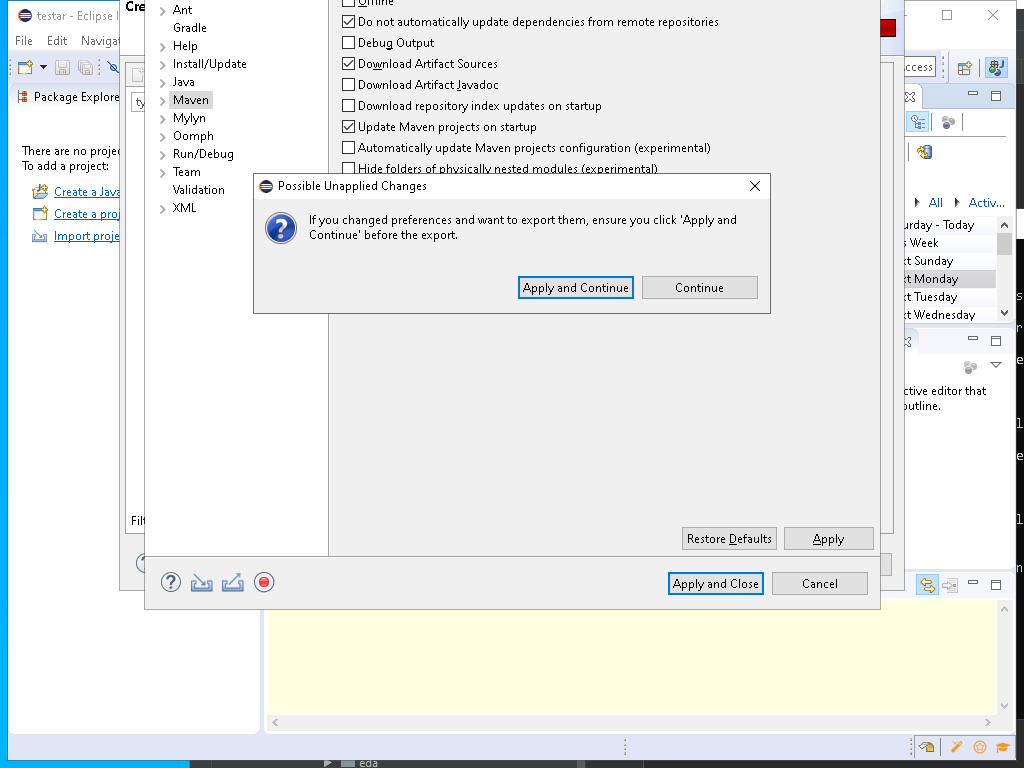 testar - Eclipse I
Cre
File Edit Navigat
Package Explore
There are no projec
To add a project:
Create a Java
Create a proj
Import proje
ty
Filt
Ant
Gradle
Help
Install/Update
Java
Maven
Mylyn
Oomph
Run/Debug
Team
Validation
XML
Offline
Do not automatically update dependencies from remote repositories
Debug Output
Download Artifact Sources
Download Artifact Javadoc
Download repository index updates on startup
Update Maven projects on startup
Automatically update Maven projects configuration (experimental)
Hide folders of physically nested modules (experimental)
Possible Unapplied Changes
If you changed preferences and want to export them, ensure you click 'Apply and
Continue' before the export.
Apply and Continue Continue
Restore Defaults Apply
Apply and Close Cancel
ccess
All Activ...
urday - Today
s Week
xt Sunday
xt Monday
xt Tuesday
xt Wednesday
ctive editor that
outline.
eda